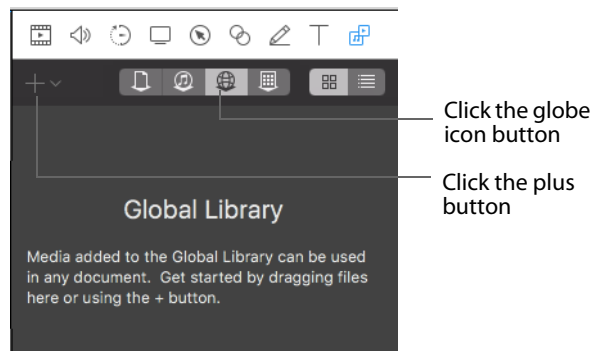 Click the globe
icon button
Click the plus
button
Global Library
Media added to the Global Library can be used
in any document.  Get started by dragging files
here or using the + button.